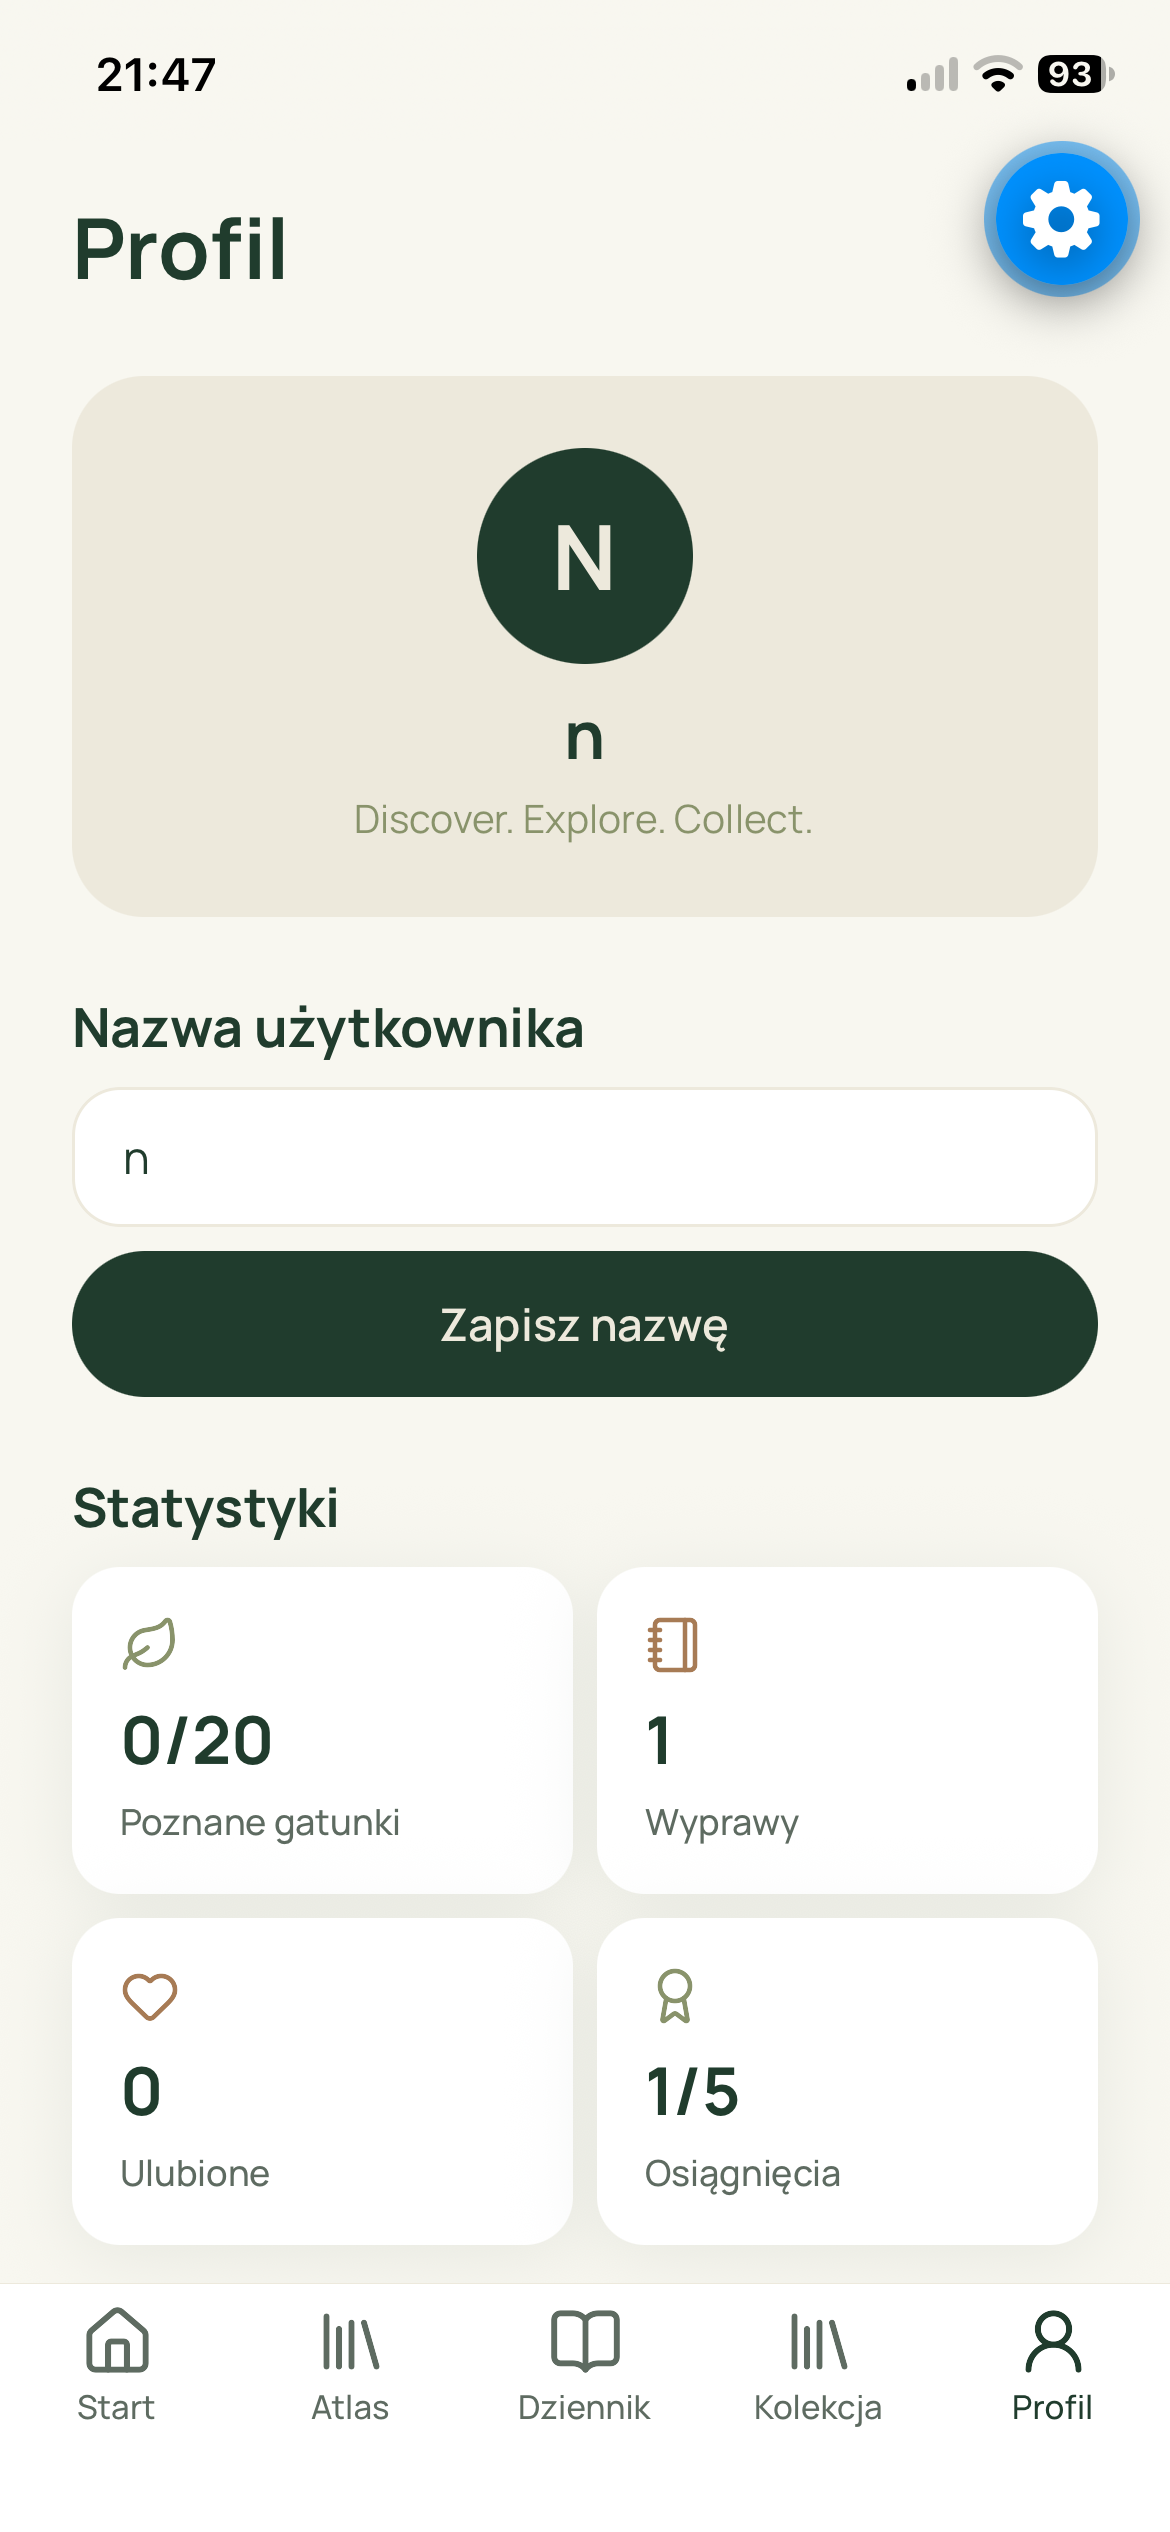 21:47
93
Profil
N
n
Discover. Explore. Collect.
Nazwa użytkownika
n
Zapisz nazwę
Statystyki
0/20
Poznane gatunki
1
Wyprawy
0
Ulubione
1/5
Osiągnięcia
Start
Atlas
Dziennik
Kolekcja
Profil